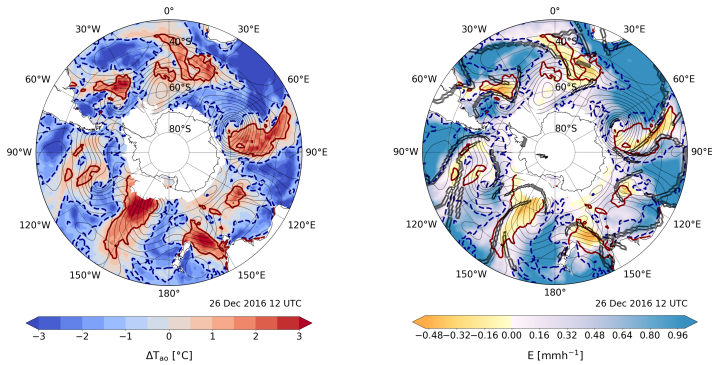 0°
30°W
30°E
60°W
60°E
90°W
90°E
120°W
120°E
150°W
150°E
180°
40°S
60°S
80°S
26 Dec 2016 12 UTC
−3 −2 −1 0 1 2 3
ΔTao [°C]
0°
30°W
30°E
60°W
60°E
90°W
90°E
120°W
120°E
150°W
150°E
180°
40°S
60°S
80°S
26 Dec 2016 12 UTC
−0.48 −0.32 −0.16 0.00 0.16 0.32 0.48 0.64 0.80 0.96
E [mmh⁻¹]